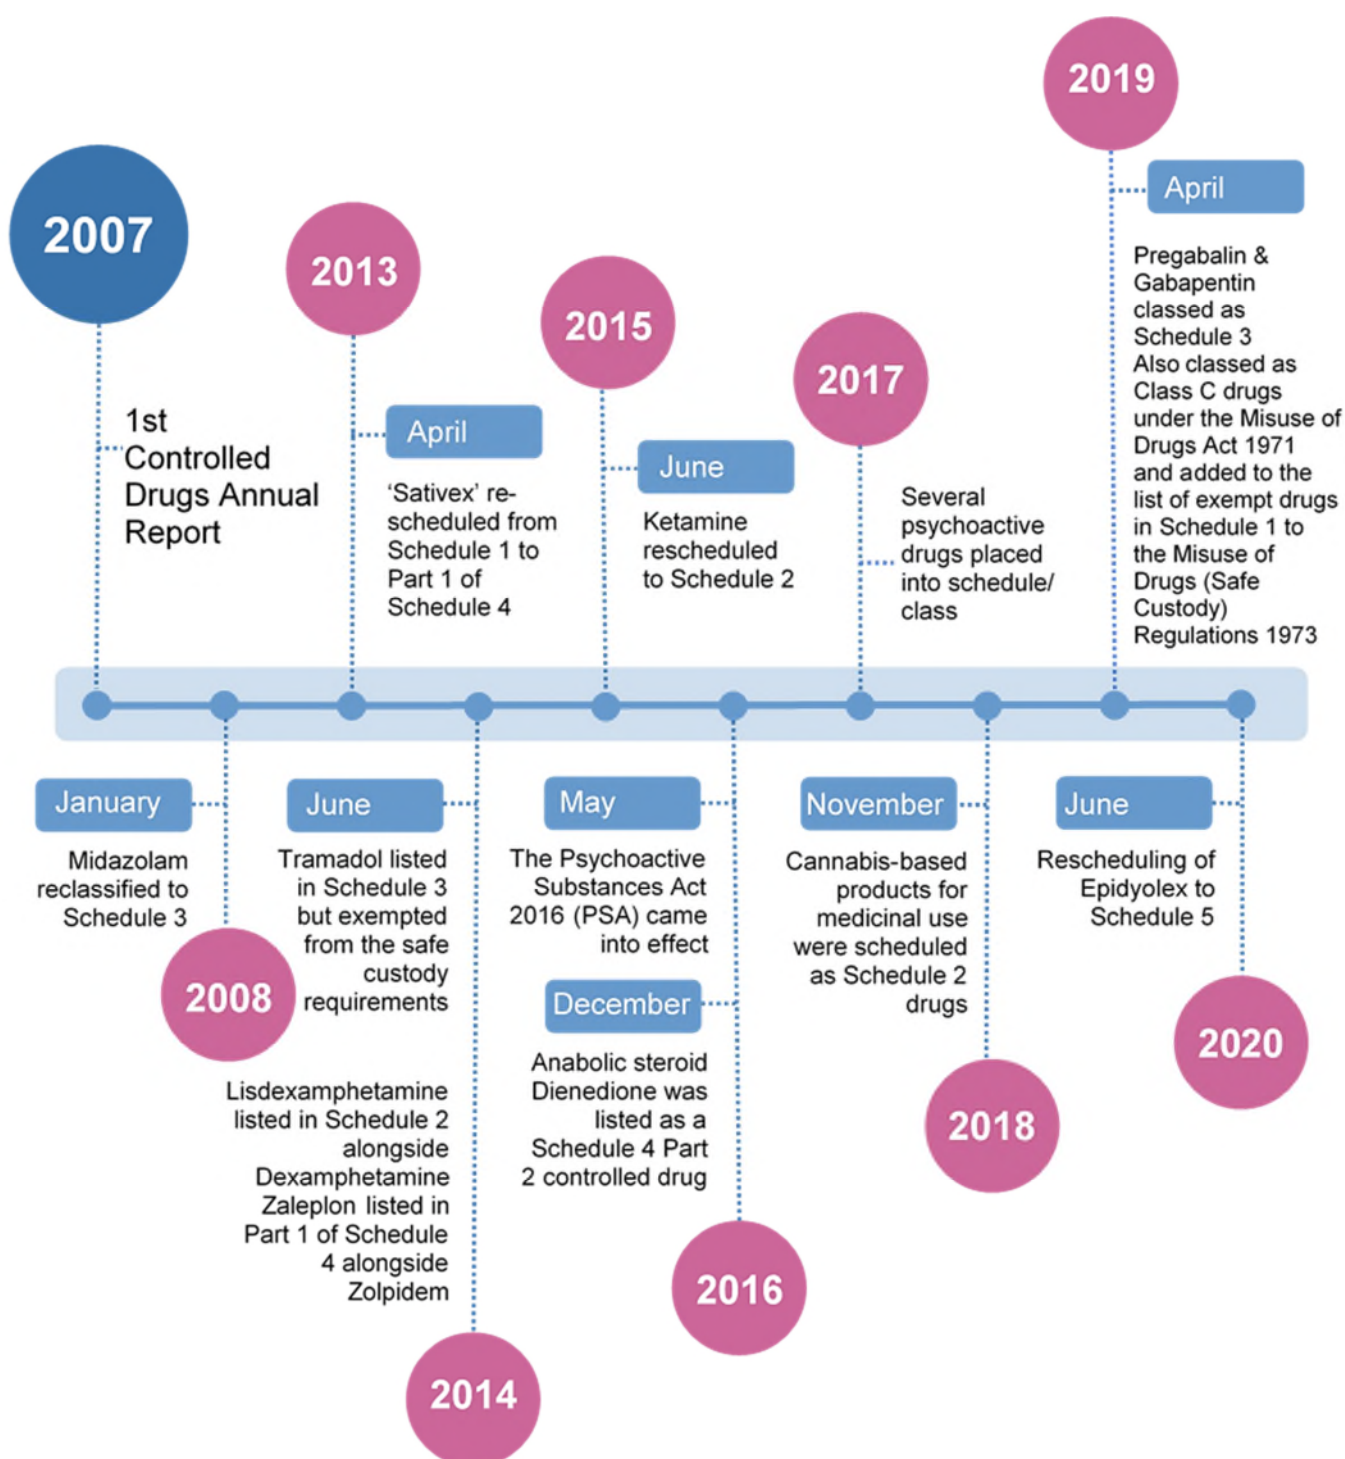 2007
1st
Controlled
Drugs Annual
Report
January
Midazolam
reclassified to
Schedule 3
2008
2013
April
‘Sativex’ re-
scheduled from
Schedule 1 to
Part 1 of
Schedule 4
June
Tramadol listed
in Schedule 3
but exempted
from the safe
custody
requirements
Lisdexamphetamine
listed in Schedule 2
alongside
Dexamphetamine
Zaleplon listed in
Part 1 of Schedule
4 alongside
Zolpidem
2014
2015
June
Ketamine
rescheduled
to Schedule 2
May
The Psychoactive
Substances Act
2016 (PSA) came
into effect
December
Anabolic steroid
Dienedione was
listed as a
Schedule 4 Part
2 controlled drug
2016
2017
Several
psychoactive
drugs placed
into schedule/
class
November
Cannabis-based
products for
medicinal use
were scheduled
as Schedule 2
drugs
2018
2019
April
Pregabalin &
Gabapentin
classed as
Schedule 3
Also classed as
Class C drugs
under the Misuse of
Drugs Act 1971
and added to the
list of exempt drugs
in Schedule 1 to
the Misuse of
Drugs (Safe
Custody)
Regulations 1973
June
Rescheduling of
Epidyolex to
Schedule 5
2020